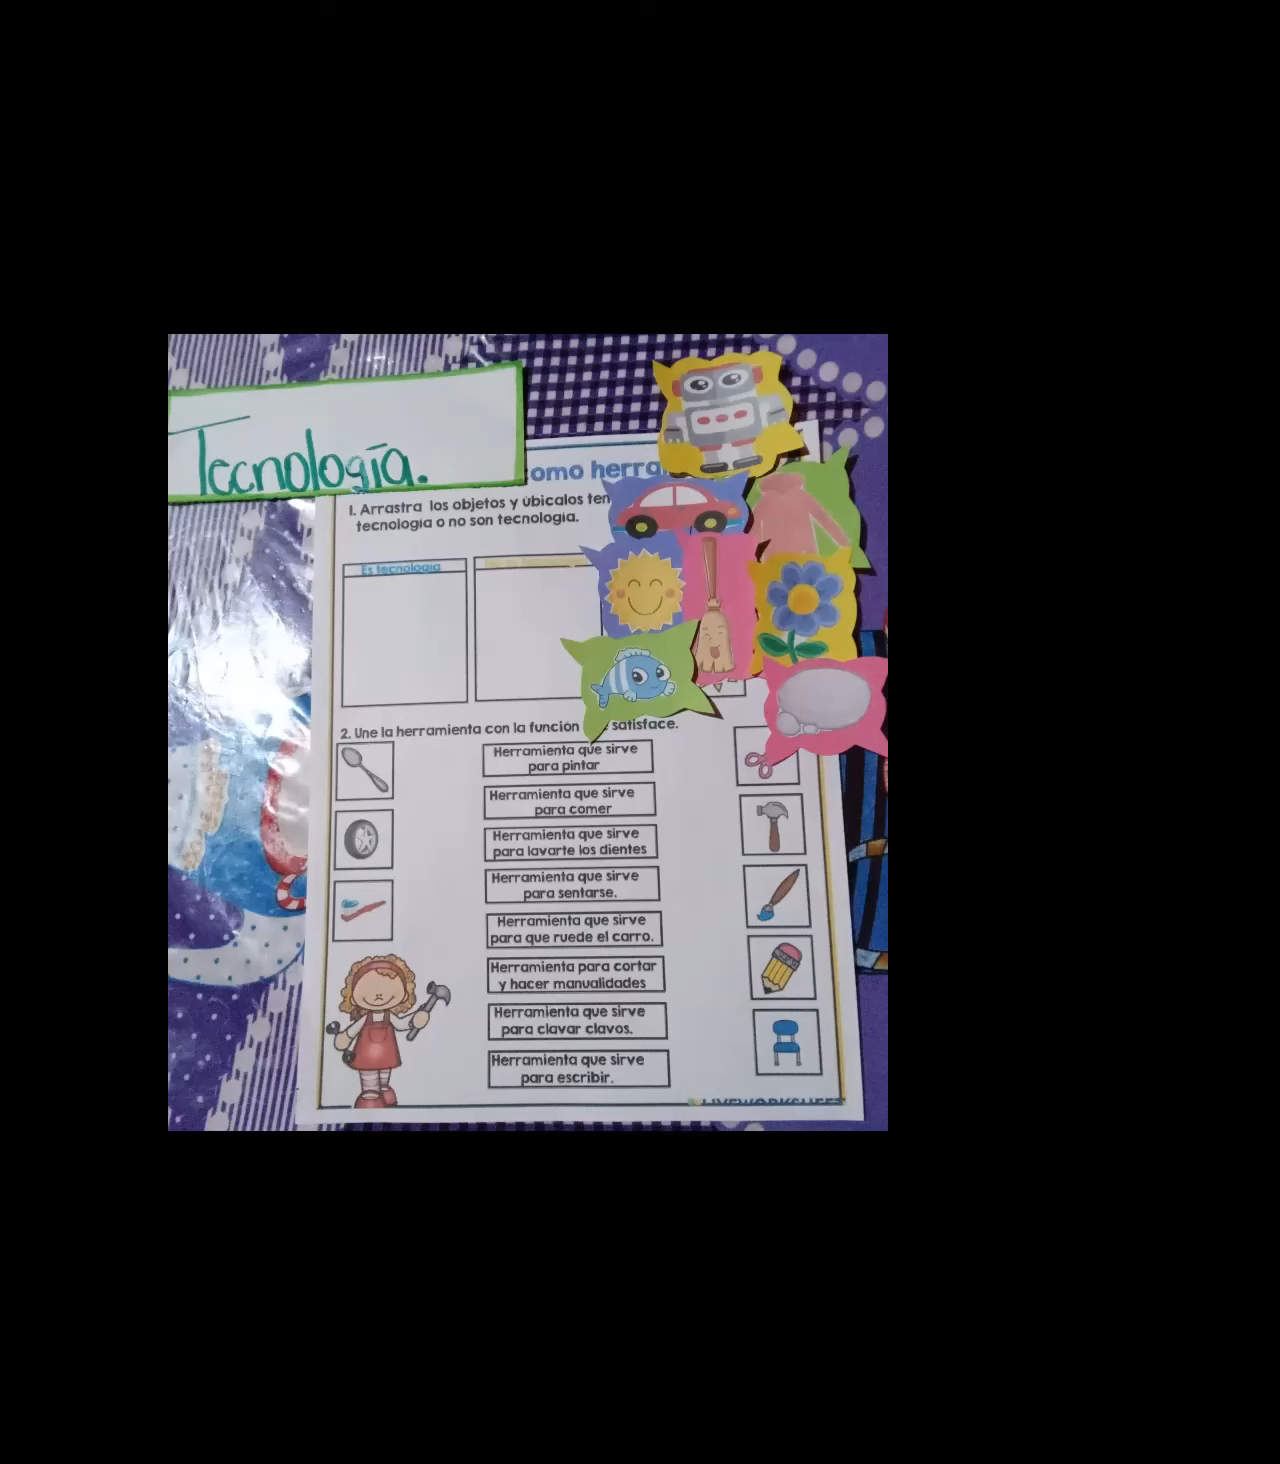 Tecnología.
omo herra
1. Arrastra los objetos y úbicalos ten
tecnología o no son tecnología.
Es tecnología
2. Une la herramienta con la función satisface.
Herramienta que sirve
para pintar
Herramienta que sirve
para comer
Herramienta que sirve
para lavarte los dientes
Herramienta que sirve
para sentarse.
Herramienta que sirve
para que ruede el carro.
Herramienta para cortar
y hacer manualidades
Herramienta que sirve
para clavar clavos.
Herramienta que sirve
para escribir.
LIVEWORKSHEETS